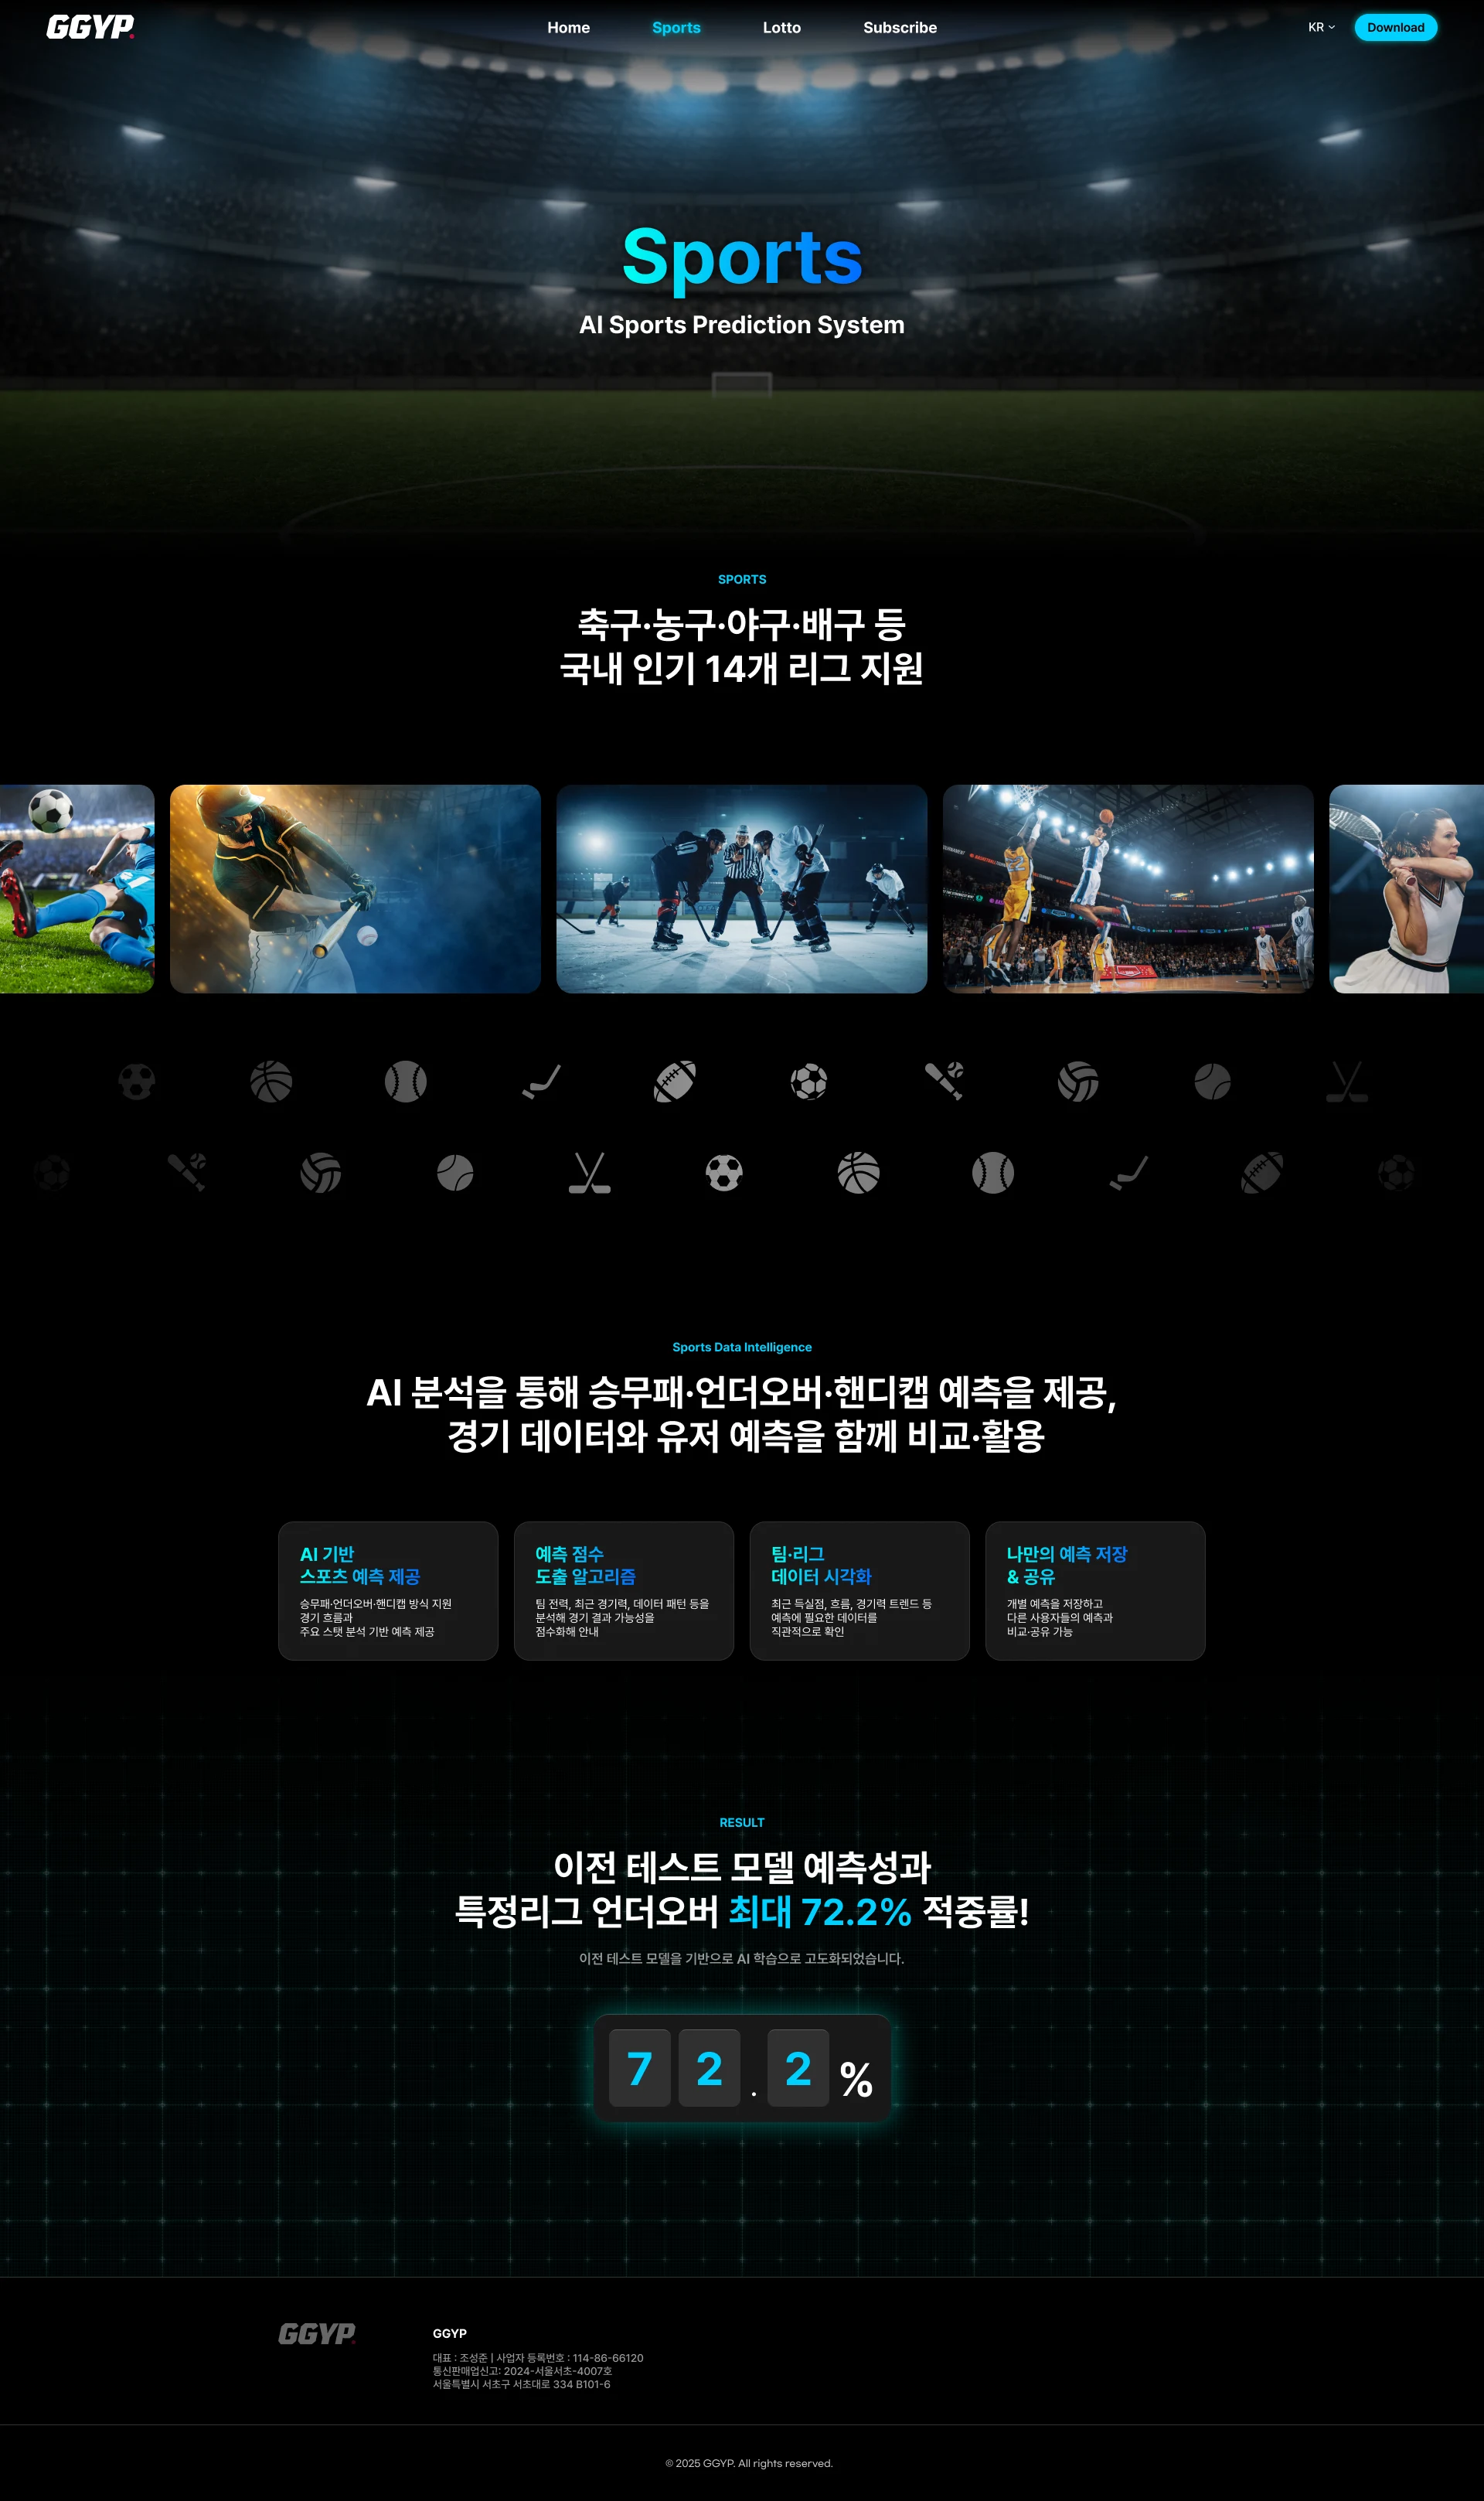 GGYP.
Home
Sports
Lotto
Subscribe
KR
Download
Sports
AI Sports Prediction System
SPORTS
축구·농구·야구·배구 등
국내 인기 14개 리그 지원
Sports Data Intelligence
AI 분석을 통해 승무패·언더오버·핸디캡 예측을 제공,
경기 데이터와 유저 예측을 함께 비교·활용
AI 기반
스포츠 예측 제공
승무패·언더오버·핸디캡 방식 지원
경기 흐름과
주요 스탯 분석 기반 예측 제공
예측 점수
도출 알고리즘
팀 전력, 최근 경기력, 데이터 패턴 등을
분석해 경기 결과 가능성을
점수화해 안내
팀·리그
데이터 시각화
최근 득실점, 흐름, 경기력 트렌드 등
예측에 필요한 데이터를
직관적으로 확인
나만의 예측 저장
& 공유
개별 예측을 저장하고
다른 사용자들의 예측과
비교·공유 가능
RESULT
이전 테스트 모델 예측성과
특정리그 언더오버 최대 72.2% 적중률!
이전 테스트 모델을 기반으로 AI 학습으로 고도화되었습니다.
72.2%
GGYP.
GGYP
대표 : 조성준 | 사업자 등록번호 : 114-86-66120
통신판매업신고: 2024-서울서초-4007호
서울특별시 서초구 서초대로 334 B101-6
© 2025 GGYP. All rights reserved.